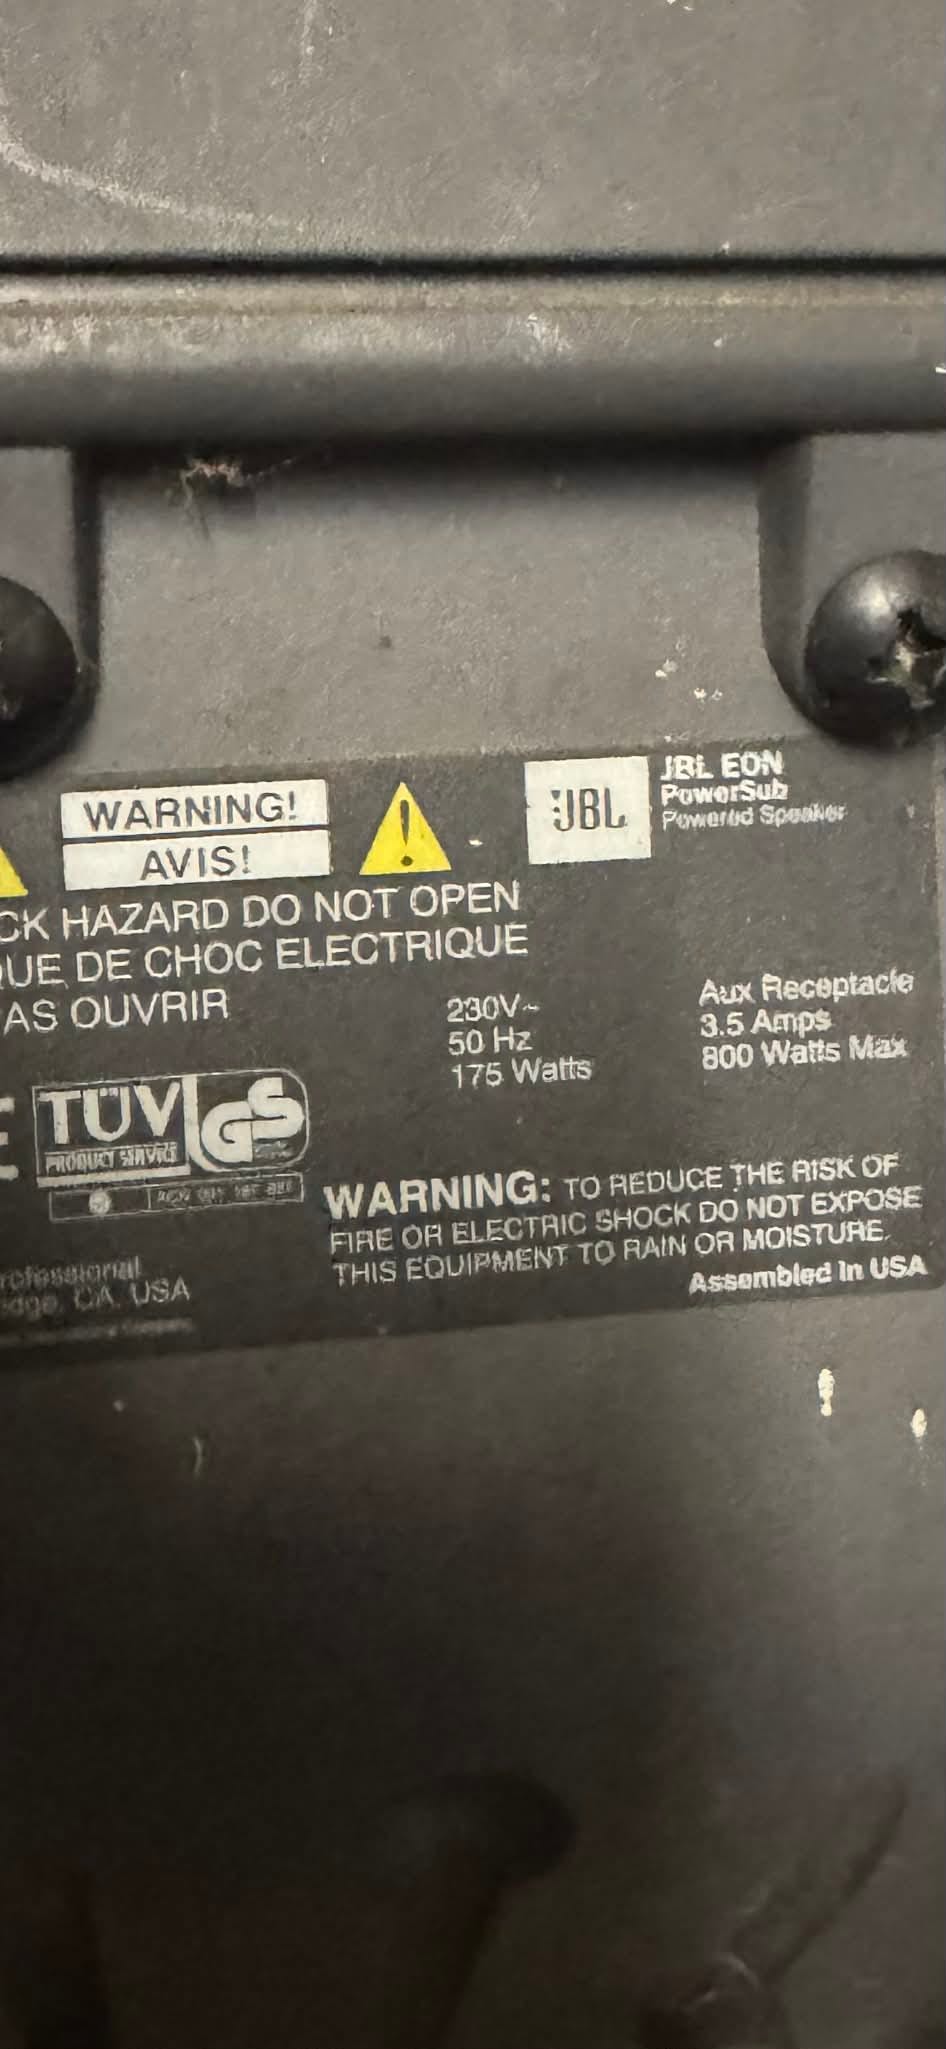 WARNING!
AVIS!
CK HAZARD DO NOT OPEN
QUE DE CHOC ELECTRIQUE
AS OUVRIR
JBL
JBL EON
PowerSub
Powered Speaker
230V~
50 Hz
175 Watts
Aux Receptacle
3.5 Amps
800 Watts Max
TÜV
PRODUCT SERVICE
GS
WARNING: TO REDUCE THE RISK OF
FIRE OR ELECTRIC SHOCK DO NOT EXPOSE
THIS EQUIPMENT TO RAIN OR MOISTURE.
Assembled in USA
rofessional
idge, CA USA